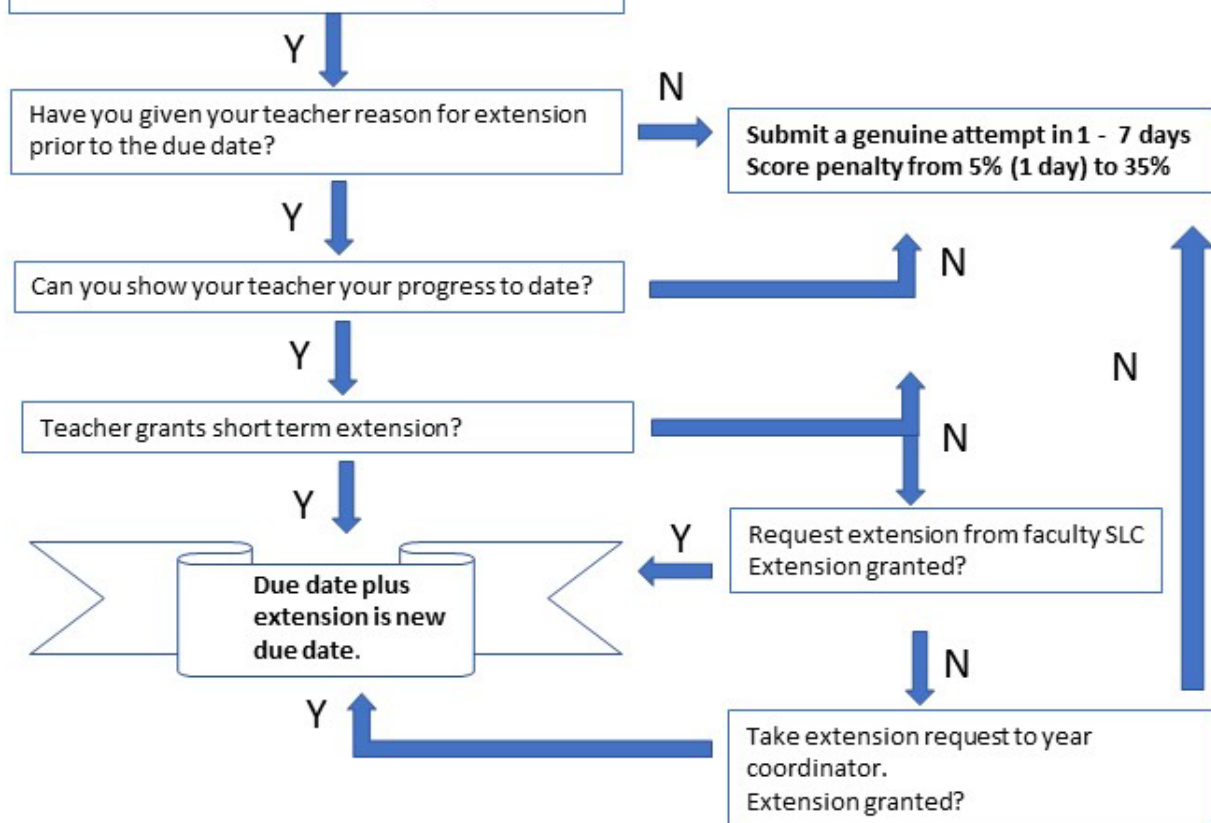 Y
Have you given your teacher reason for extension
prior to the due date?
N
Submit a genuine attempt in 1 - 7 days
Score penalty from 5% (1 day) to 35%
Y
Can you show your teacher your progress to date?
N
Y
N
Teacher grants short term extension?
N
Y
Y
Request extension from faculty SLC
Extension granted?
Due date plus
extension is new
due date.
N
Y
Take extension request to year
coordinator.
Extension granted?